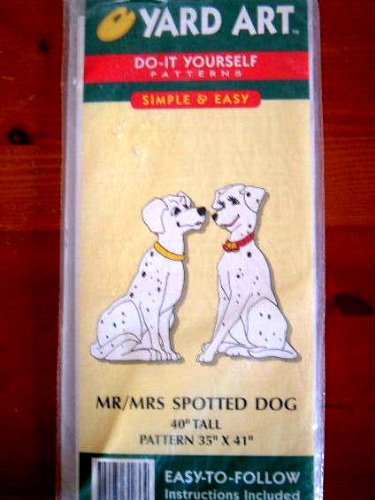 YARD ART™
DO-IT YOURSELF
PATTERNS
SIMPLE & EASY
MR/MRS SPOTTED DOG
40" TALL
PATTERN 35" X 41"
EASY-TO-FOLLOW
Instructions Included